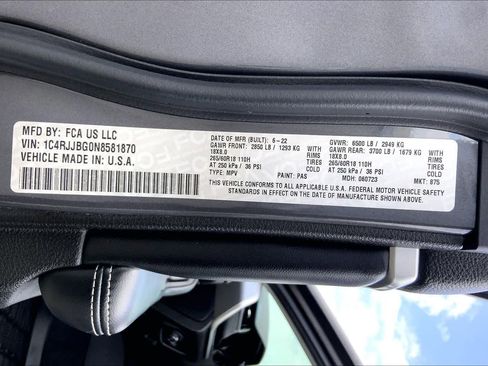 MFD BY: FCA US LLC
VIN: 1C4RJJBG0N8581870
VEHICLE MADE IN: U.S.A.
DATE OF MFR (BUILT): 5-22 GVWR: 6500 LB / 2949 KG
GAWR FRONT: 2850 LB / 1293 KG WITH GAWR REAR: 3700 LB / 1679 KG WITH
18X8.0 RIMS 18X8.0 RIMS
265/60R18 110H TIRES 265/60R18 110H TIRES
AT 250 kPa / 36 PSI COLD AT 250 kPa / 36 PSI COLD
TYPE: MPV PAINT: PAS MDH: 060723 MKT: 875
THIS VEHICLE CONFORMS TO ALL APPLICABLE U.S.A. FEDERAL MOTOR VEHICLE SAFETY
STANDARDS IN EFFECT ON THE DATE OF MANUFACTURE SHOWN ABOVE.